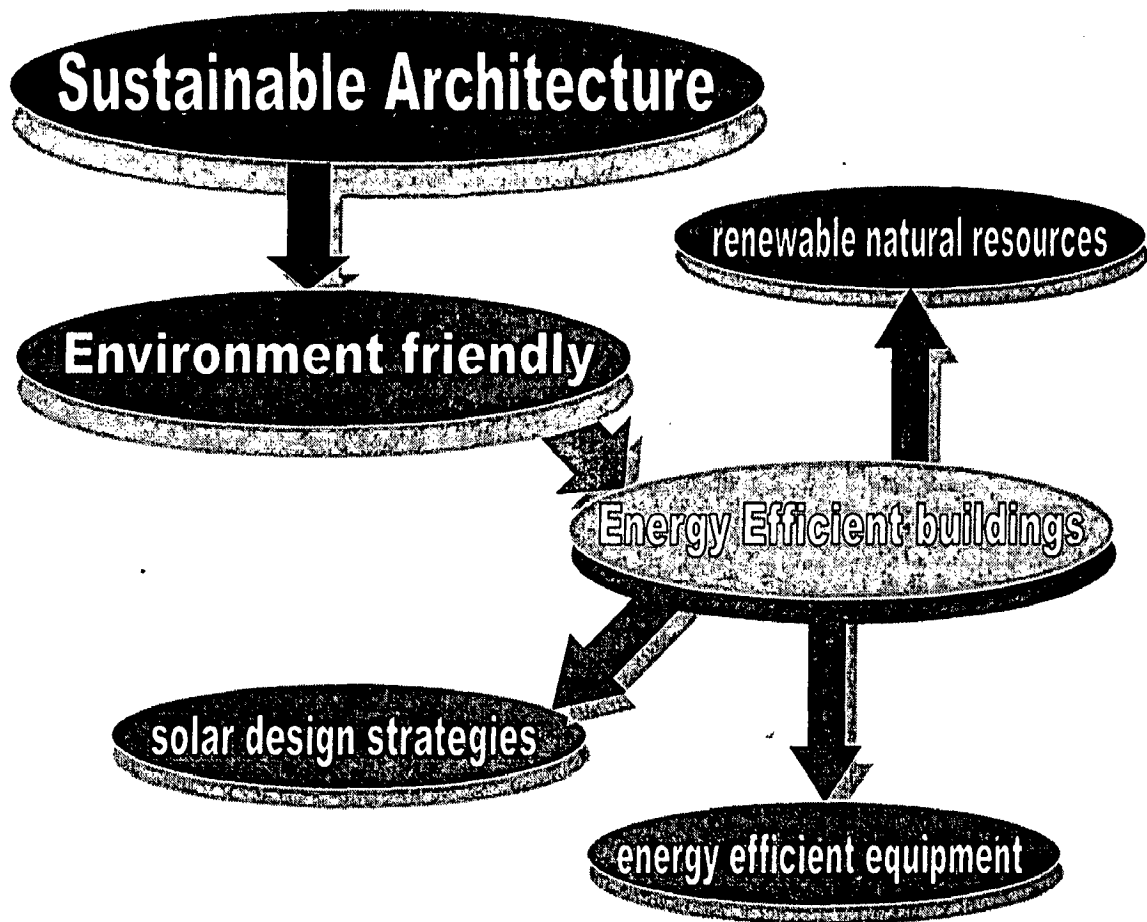 Sustainable Architecture
renewable natural resources
Environment friendly
Energy Efficient buildings
solar design strategies
energy efficient equipment